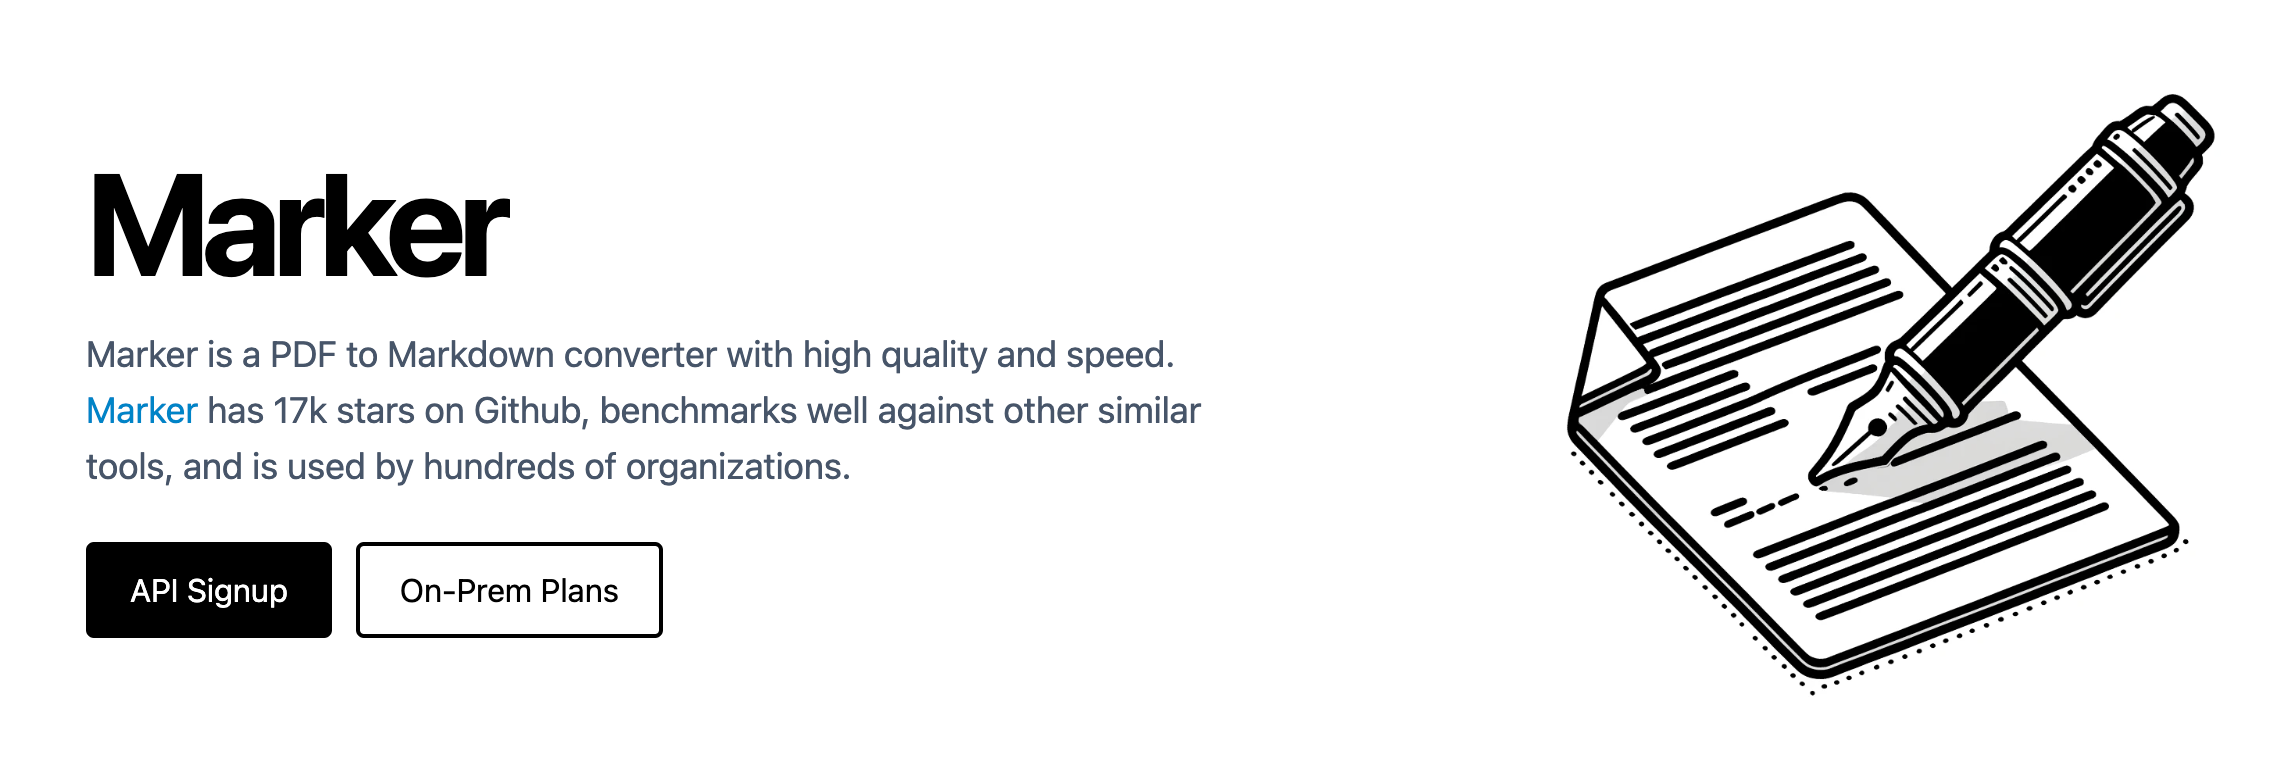 Marker
Marker is a PDF to Markdown converter with high quality and speed.
Marker has 17k stars on Github, benchmarks well against other similar
tools, and is used by hundreds of organizations.
API Signup
On-Prem Plans